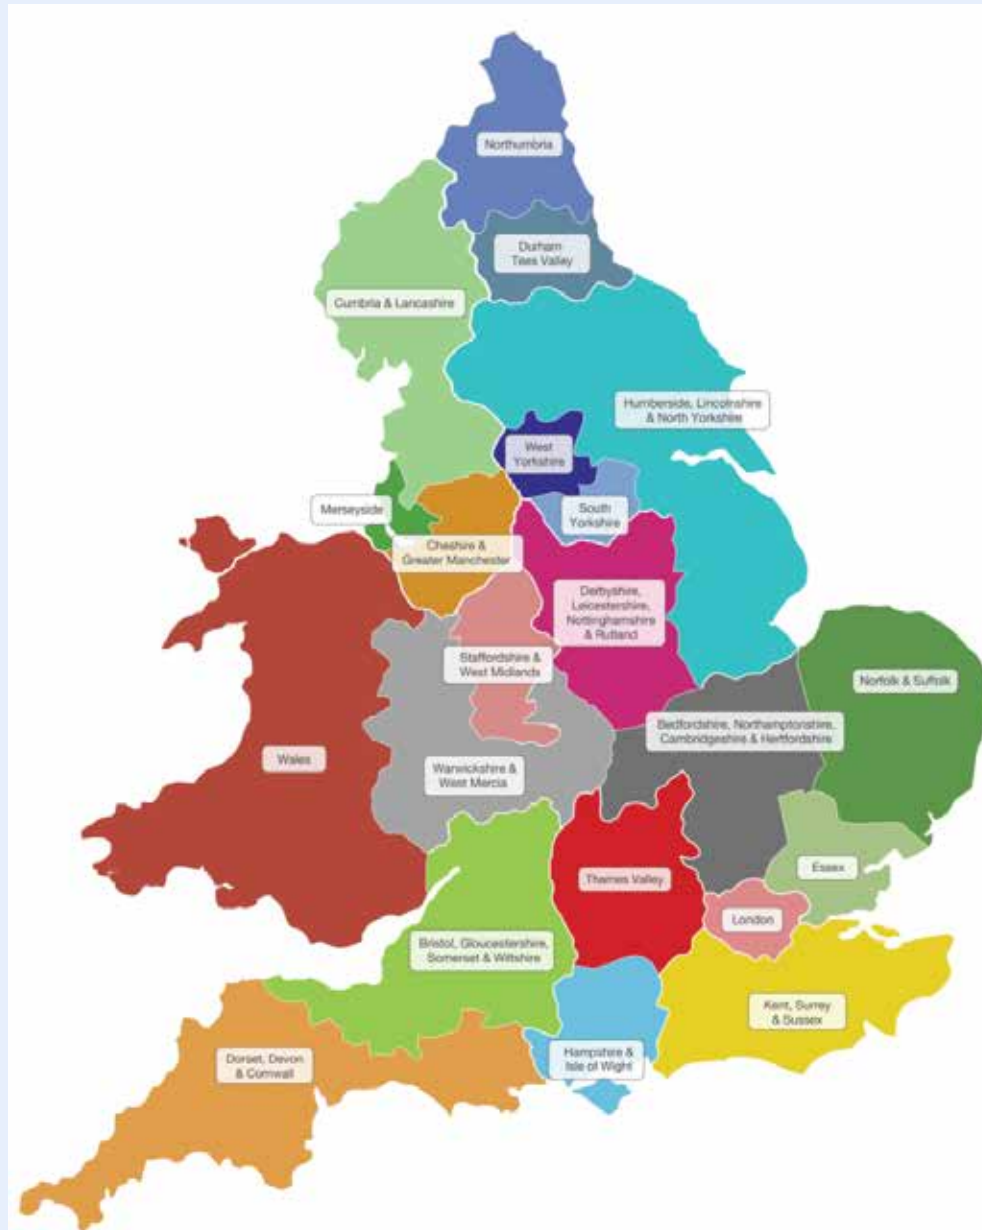 Northumbria
Durham
Tees Valley
Cumbria & Lancashire
Humberside, Lincolnshire
& North Yorkshire
West
Yorkshire
Merseyside
South
Yorkshire
Cheshire &
Greater Manchester
Derbyshire,
Leicestershire,
Nottinghamshire
& Rutland
Staffordshire &
West Midlands
Norfolk & Suffolk
Bedfordshire, Northamptonshire,
Cambridgeshire & Hertfordshire
Wales
Warwickshire &
West Mercia
Essex
Thames Valley
London
Bristol, Gloucestershire,
Somerset & Wiltshire
Kent, Surrey
& Sussex
Dorset, Devon
& Cornwall
Hampshire &
Isle of Wight